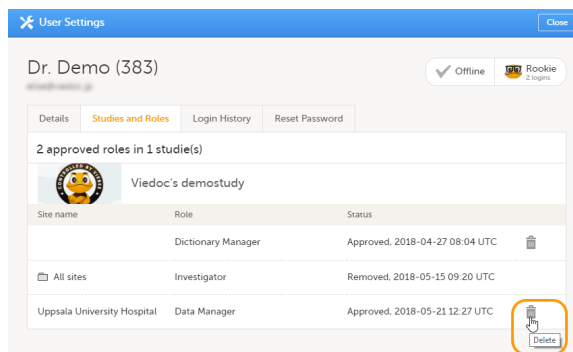 User Settings
Close
Dr. Demo (383)
Offline
Rookie
2 logins
Details
Studies and Roles
Login History
Reset Password
2 approved roles in 1 studie(s)
Viedoc's demostudy
Site name Role Status
Dictionary Manager Approved, 2018-04-27 08:04 UTC
All sites Investigator Removed, 2018-05-15 09:20 UTC
Uppsala University Hospital Data Manager Approved, 2018-05-21 12:27 UTC
Delete